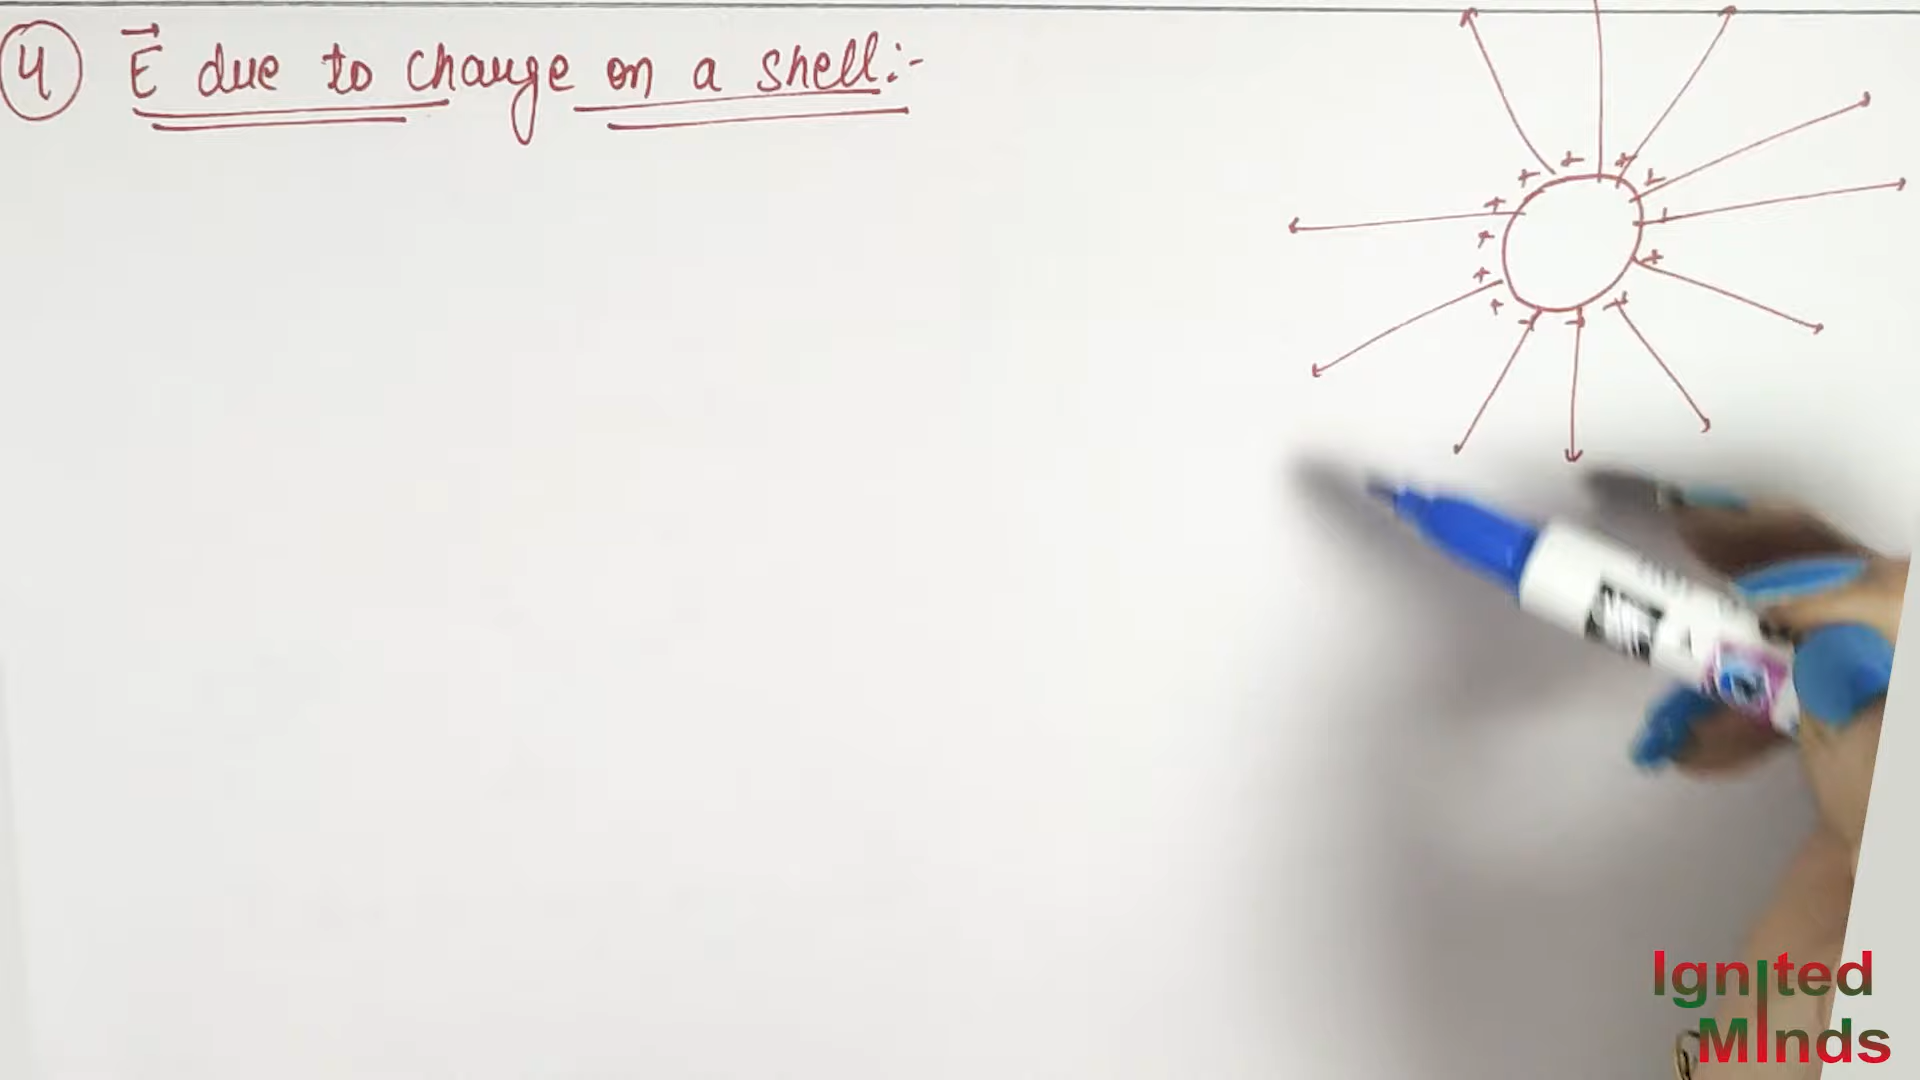 4 E due to charge on a shell:-
Ignited
Minds